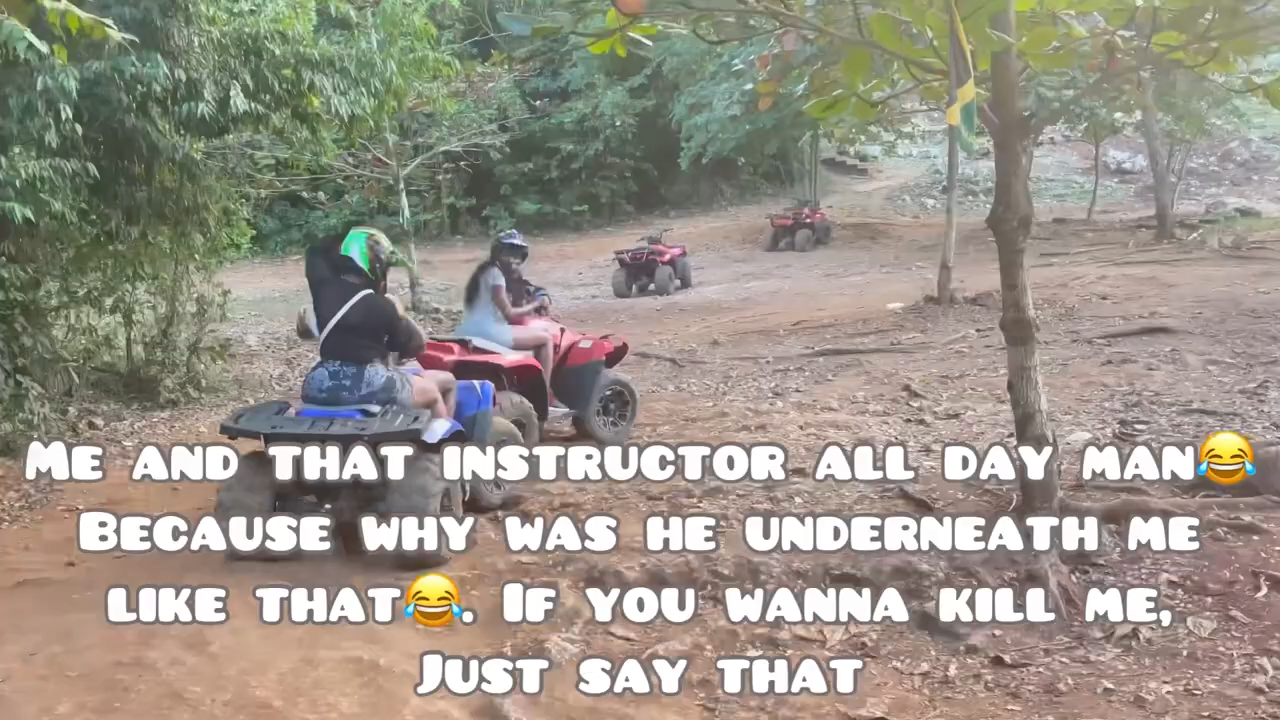 Me and that instructor all day man😂
Because why was he underneath me
like that😂. If you wanna kill me,
Just say that